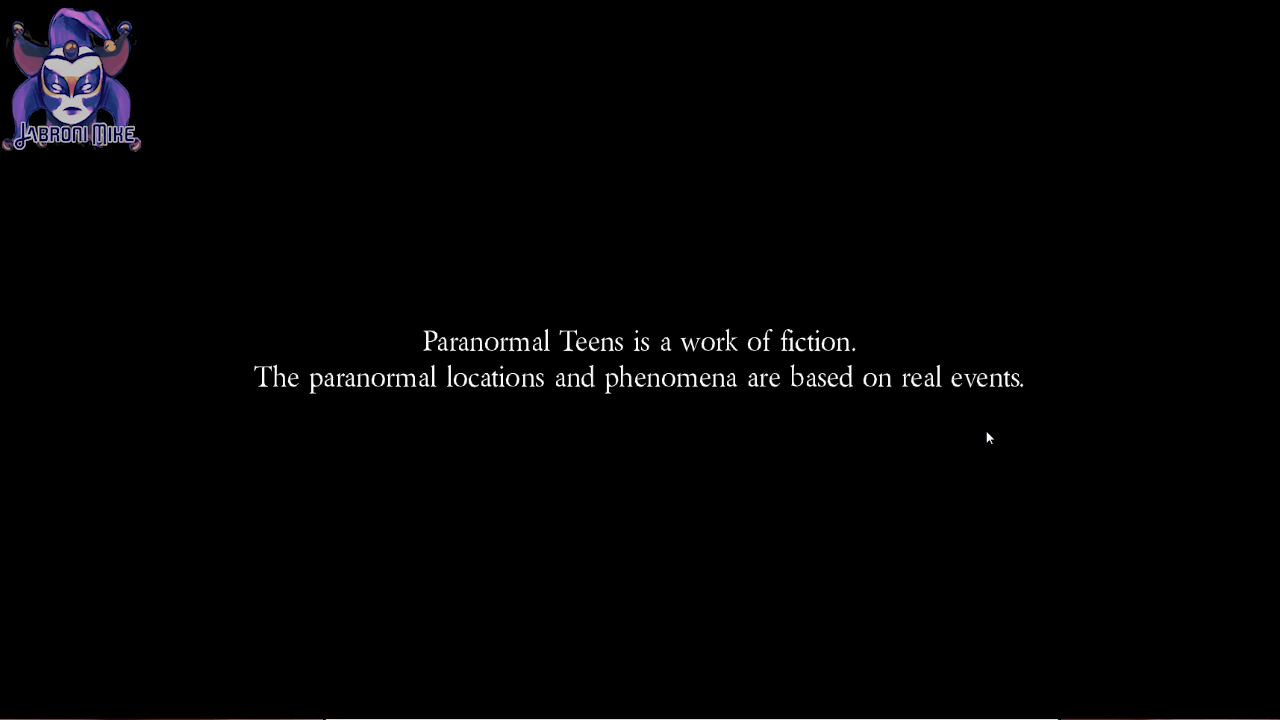 JABRONI MIKE
Paranormal Teens is a work of fiction.
The paranormal locations and phenomena are based on real events.